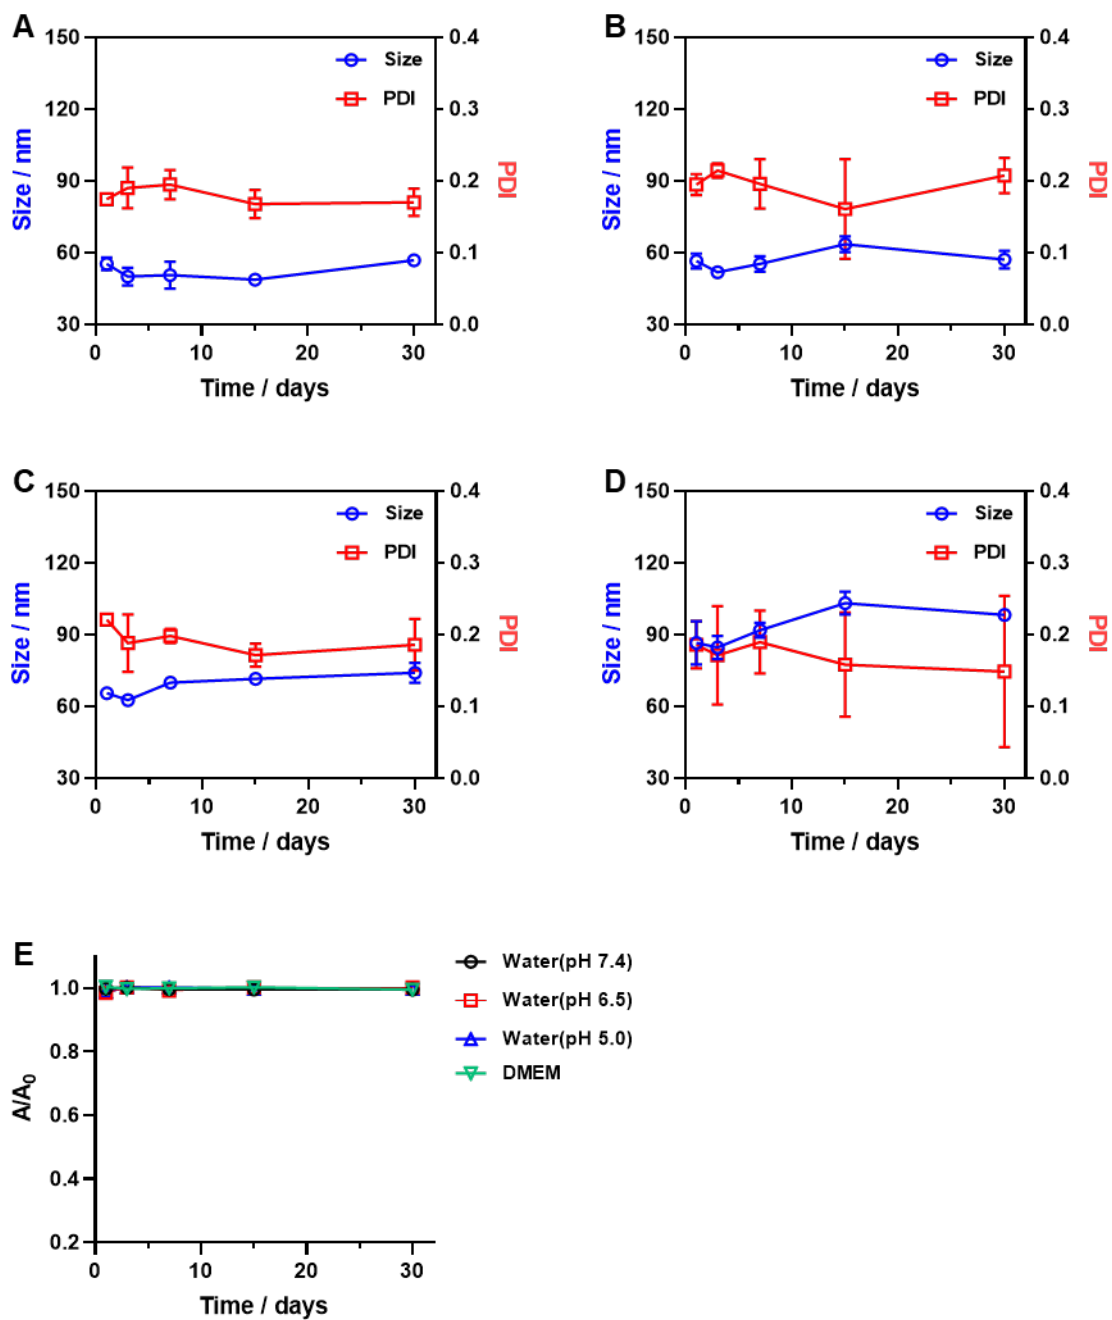 A
150
120
90
60
30
Size / nm
0.4
0.3
0.2
0.1
0.0
PDI
Size
PDI
0 10 20 30
Time / days
B
150
120
90
60
30
Size / nm
0.4
0.3
0.2
0.1
0.0
PDI
Size
PDI
0 10 20 30
Time / days
C
150
120
90
60
30
Size / nm
0.4
0.3
0.2
0.1
0.0
PDI
Size
PDI
0 10 20 30
Time / days
D
150
120
90
60
30
Size / nm
0.4
0.3
0.2
0.1
0.0
PDI
Size
PDI
0 10 20 30
Time / days
E
1.0
0.8
0.6
0.4
0.2
A/A₀
0 10 20 30
Time / days
Water(pH 7.4)
Water(pH 6.5)
Water(pH 5.0)
DMEM